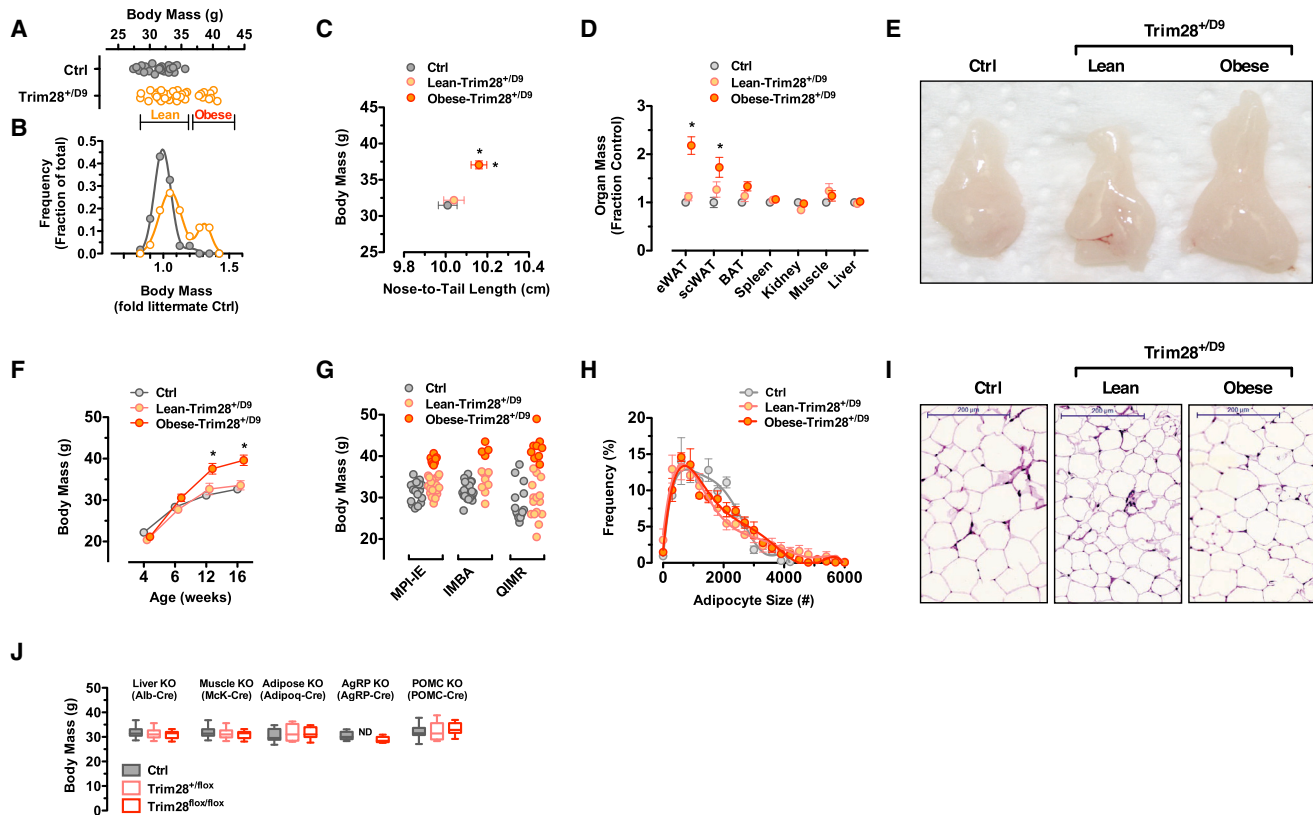 A
Body Mass (g)
25 30 35 40 45
Ctrl
Trim28+/D9
Lean Obese
B
Frequency
(Fraction of total)
0.5
0.4
0.3
0.2
0.1
0.0
1.0 1.5
Body Mass
(fold littermate Ctrl)
C
Ctrl
Lean-Trim28+/D9
Obese-Trim28+/D9
Body Mass (g)
45
40
35
30
25
* *
9.8 10.0 10.2 10.4
Nose-to-Tail Length (cm)
D
Ctrl
Lean-Trim28+/D9
Obese-Trim28+/D9
Organ Mass
(Fraction Control)
3
2
1
0
* *
eWAT scWAT BAT Spleen Kidney Muscle Liver
E
Trim28+/D9
Ctrl Lean Obese
F
Ctrl
Lean-Trim28+/D9
Obese-Trim28+/D9
Body Mass (g)
50
40
30
20
* *
4 6 12 16
Age (weeks)
G
Ctrl
Lean-Trim28+/D9
Obese-Trim28+/D9
Body Mass (g)
50
40
30
20
MPI-IE IMBA QIMR
H
Ctrl
Lean-Trim28+/D9
Obese-Trim28+/D9
Frequency (%)
20
15
10
5
0
0 2000 4000 6000
Adipocyte Size (#)
I
Trim28+/D9
Ctrl Lean Obese
200 µm 200 µm 200 µm
J
Liver KO Muscle KO Adipose KO AgRP KO POMC KO
(Alb-Cre) (McK-Cre) (Adipoq-Cre) (AgRP-Cre) (POMC-Cre)
Body Mass (g)
50
40
30
20
10
0
ND
Ctrl
Trim28+/flox
Trim28flox/flox